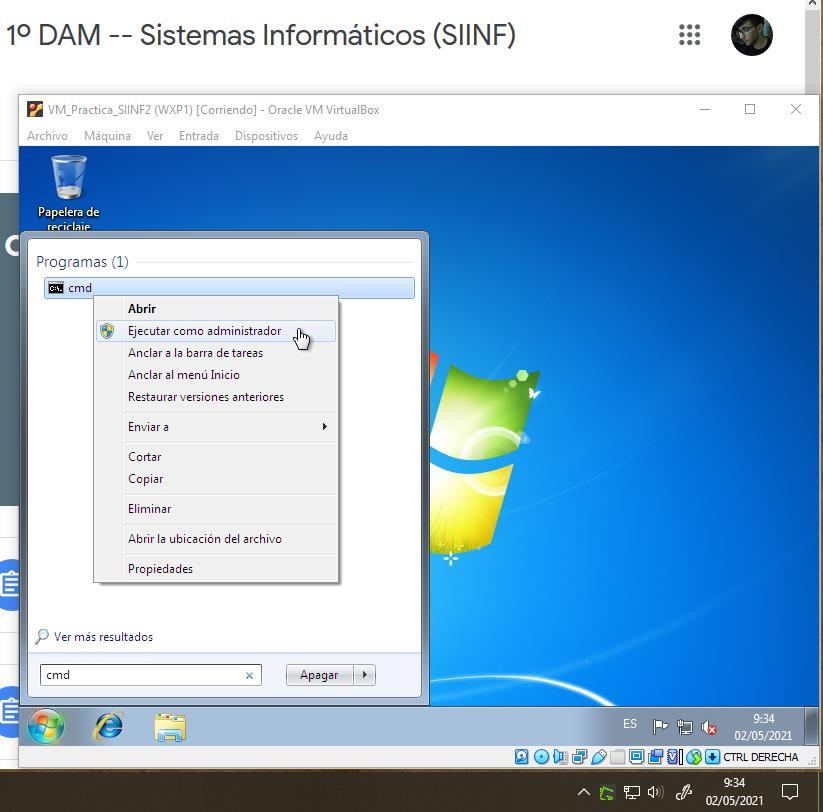 1º DAM -- Sistemas Informáticos (SIINF)
VM_Practica_SIINF2 (WXP1) [Corriendo] - Oracle VM VirtualBox
Archivo Máquina Ver Entrada Dispositivos Ayuda
Papelera de
reciclaje
Programas (1)
cmd
Abrir
Ejecutar como administrador
Anclar a la barra de tareas
Anclar al menú Inicio
Restaurar versiones anteriores
Enviar a
Cortar
Copiar
Eliminar
Abrir la ubicación del archivo
Propiedades
Ver más resultados
cmd
Apagar
ES
9:34
02/05/2021
CTRL DERECHA
9:34
02/05/2021